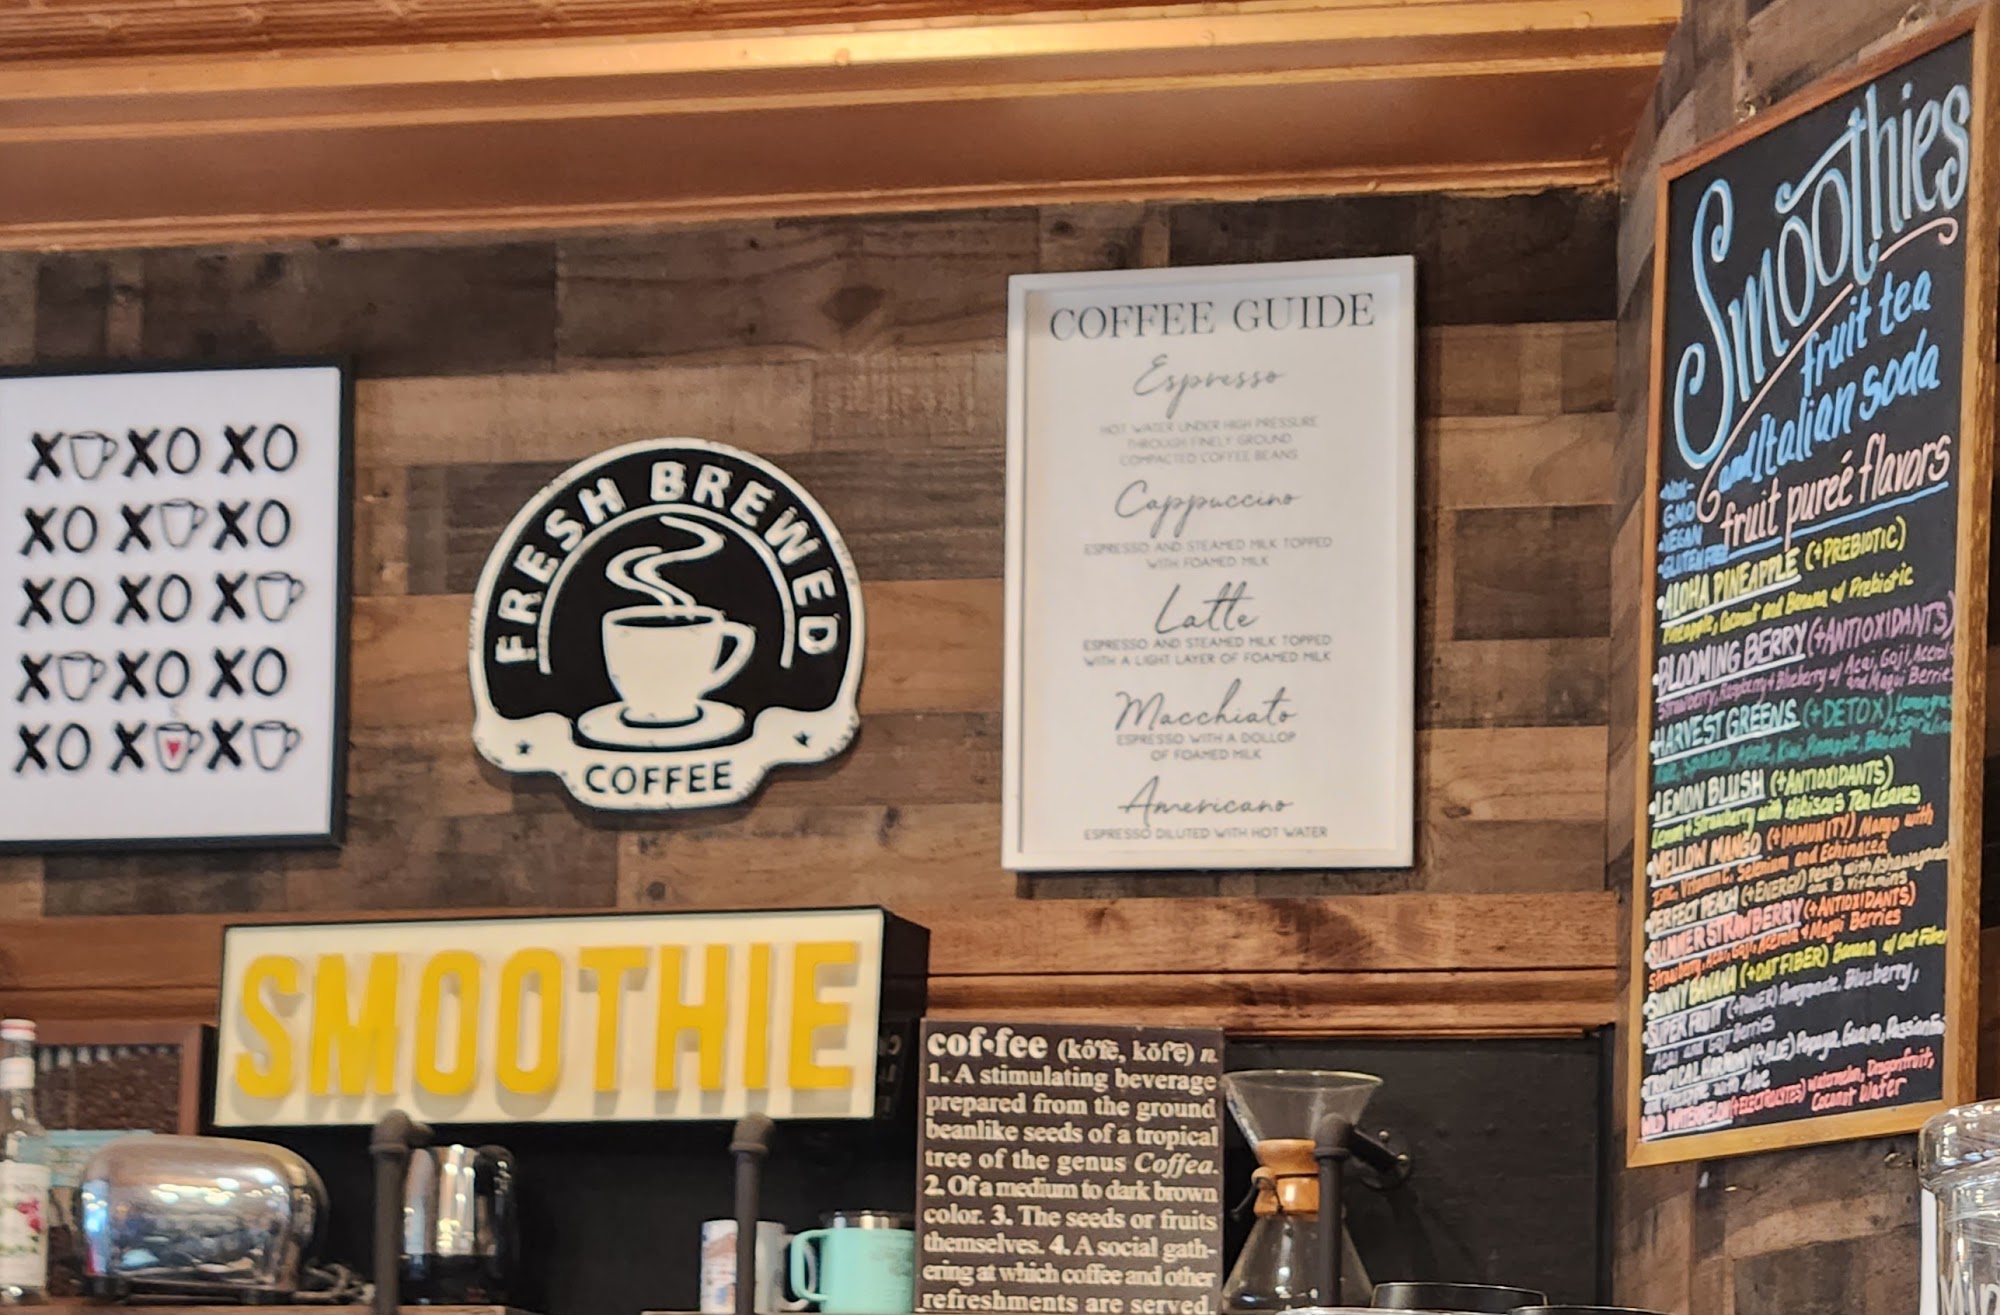 XO XO XO
XO XO XO
XO XO XO
XO XO XO
XO XO XO
FRESH BREWED
COFFEE
COFFEE GUIDE
Espresso
HOT WATER UNDER HIGH PRESSURE
THROUGH FINELY GROUND
COMPACTED COFFEE BEANS
Cappuccino
ESPRESSO AND STEAMED MILK TOPPED
WITH FOAMED MILK
Latte
ESPRESSO AND STEAMED MILK TOPPED
WITH A LIGHT LAYER OF FOAMED MILK
Macchiato
ESPRESSO WITH A DOLLOP
OF FOAMED MILK
Americano
ESPRESSO DILUTED WITH HOT WATER
SMOOTHIE
cof•fee (kôfē, kŏfē) n.
1. A stimulating beverage
prepared from the ground
beanlike seeds of a tropical
tree of the genus Coffea.
2. Of a medium to dark brown
color. 3. The seeds or fruits
themselves. 4. A social gath-
ering at which coffee and other
refreshments are served.
Smoothies
fruit tea
and Italian soda
fruit pureé flavors
•NON-
GMO
•VEGAN
•GLUTEN FREE
•ALOHA PINEAPPLE (+PREBIOTIC)
Pineapple, Coconut and Banana w/ Prebiotic
•BLOOMING BERRY (+ANTIOXIDANTS)
Strawberry, Raspberry + Blueberry w/ Acai, Goji, Acerola
and Maqui Berries
•HARVEST GREENS (+DETOX)
Spinach, Apple, Kiwi, Pineapple, Banana
•LEMON BLUSH (+ANTIOXIDANTS)
Lemon + Strawberry with Hibiscus Tea Leaves
•MELLOW MANGO (+IMMUNITY) Mango with
Zinc, Vitamin C, Selenium and Echinacea
•PERFECT PEACH (+ENERGY) Peach with Ashwagandha
and B Vitamins
•SUMMER STRAWBERRY (+ANTIOXIDANTS)
Strawberry, Acai, Goji, Acerola + Maqui Berries
•SUNNY BANANA (+OAT FIBER) Banana w/ Oat Fiber
•SUPER FRUIT (+POWER) Pomegranate, Blueberry,
Acai and Goji Berries
•TROPICAL HARMONY (+ALOE) Papaya, Guava, Passionfruit
and Pineapple with Aloe
•WILD WATERMELON (+ELECTROLYTES) Watermelon, Dragonfruit,
Coconut Water